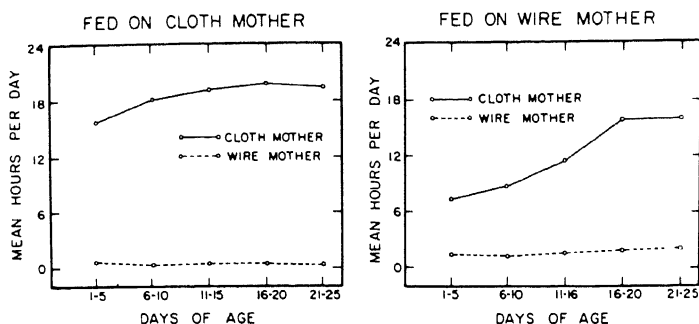 FED ON CLOTH MOTHER
MEAN HOURS PER DAY
24
18
12
6
0
CLOTH MOTHER
WIRE MOTHER
1-5 6-10 11-15 16-20 21-25
DAYS OF AGE
FED ON WIRE MOTHER
MEAN HOURS PER DAY
24
18
12
6
0
CLOTH MOTHER
WIRE MOTHER
1-5 6-10 11-16 16-20 21-25
DAYS OF AGE